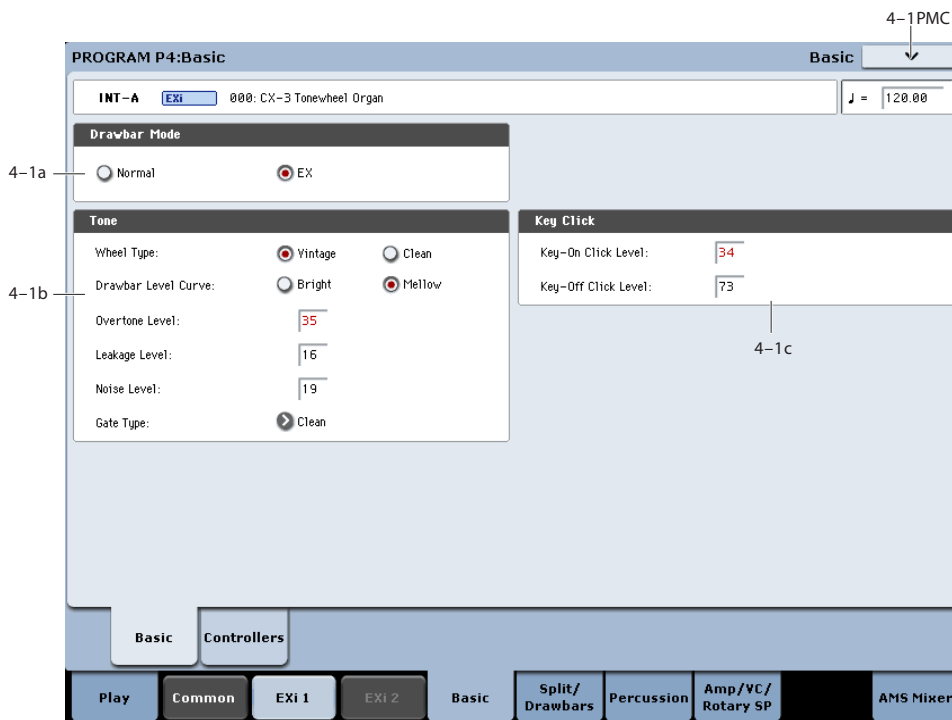 4–1PMC
PROGRAM P4:Basic
Basic
INT-A EXi 000: CX-3 Tonewheel Organ
♩ = 120.00
Drawbar Mode
4–1a
Normal EX
Tone
Key Click
Wheel Type: Vintage Clean
Key-On Click Level: 34
4–1b
Drawbar Level Curve: Bright Mellow
Key-Off Click Level: 73
Overtone Level: 35
4–1c
Leakage Level: 16
Noise Level: 19
Gate Type: Clean
Basic Controllers
Play Common EXi 1 EXi 2 Basic Split/
Drawbars Percussion Amp/VC/
Rotary SP AMS Mixer